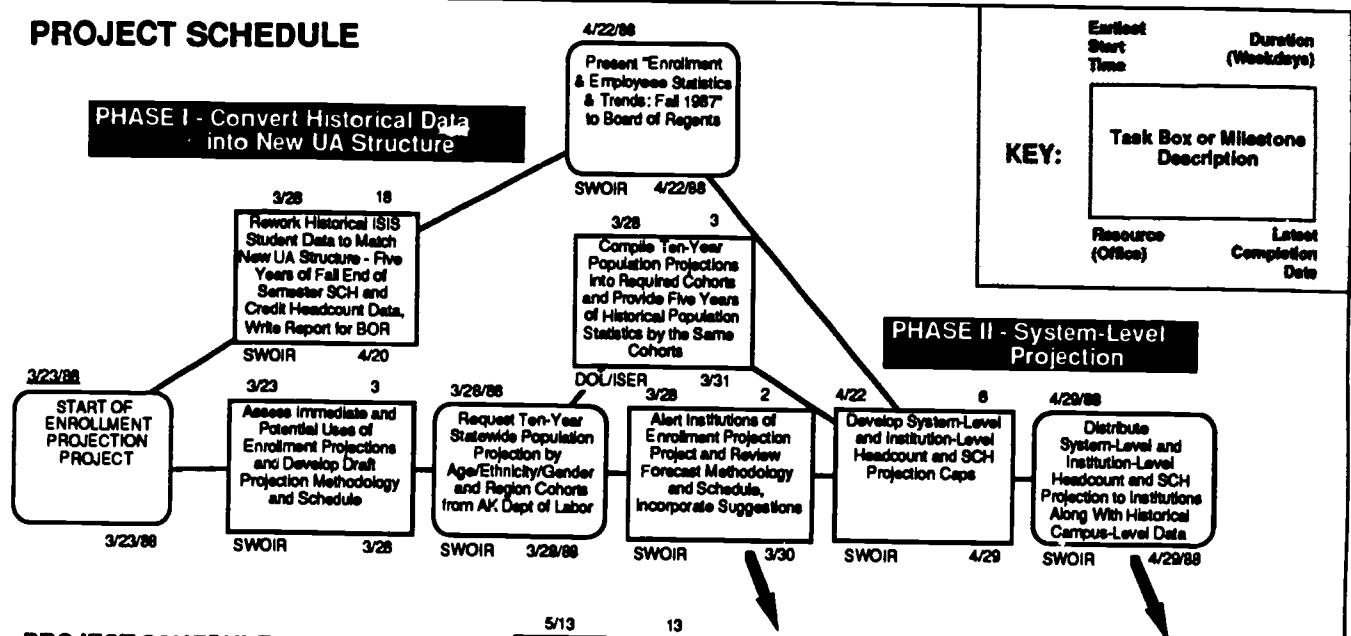 PROJECT SCHEDULE
PHASE I - Convert Historical Data
into New UA Structure
4/22/88
Present "Enrollment
& Employees Statistics
& Trends: Fall 1987"
to Board of Regents
SWOIR 4/22/88
Earliest
Start
Time
Duration
(Weekdays)
KEY:
Task Box or Milestone
Description
Resource
(Office)
Latest
Completion
Date
3/28 18
Rework Historical ISIS
Student Data to Match
New UA Structure - Five
Years of Fall End of
Semester SCH and
Credit Headcount Data,
Write Report for BOR
SWOIR 4/20
3/28 3
Compile Ten-Year
Population Projections
into Required Cohorts
and Provide Five Years
of Historical Population
Statistics by the Same
Cohorts
DOL/ISER 3/31
PHASE II - System-Level
Projection
3/23/88
START OF
ENROLLMENT
PROJECTION
PROJECT
3/23/88
3/23 3
Assess Immediate and
Potential Uses of
Enrollment Projections
and Develop Draft
Projection Methodology
and Schedule
SWOIR 3/28
3/28/88
Request Ten-Year
Statewide Population
Projection by
Age/Ethnicity/Gender
and Region Cohorts
from AK Dept of Labor
SWOIR 3/28/88
3/28 2
Alert Institutions of
Enrollment Projection
Project and Review
Forecast Methodology
and Schedule,
Incorporate Suggestions
SWOIR 3/30
4/22 6
Develop System-Level
and Institution-Level
Headcount and SCH
Projection Caps
SWOIR 4/29
4/29/88
Distribute
System-Level and
Institution-Level
Headcount and SCH
Projection to Institutions
Along With Historical
Campus-Level Data
SWOIR 4/29/88
5/13 13